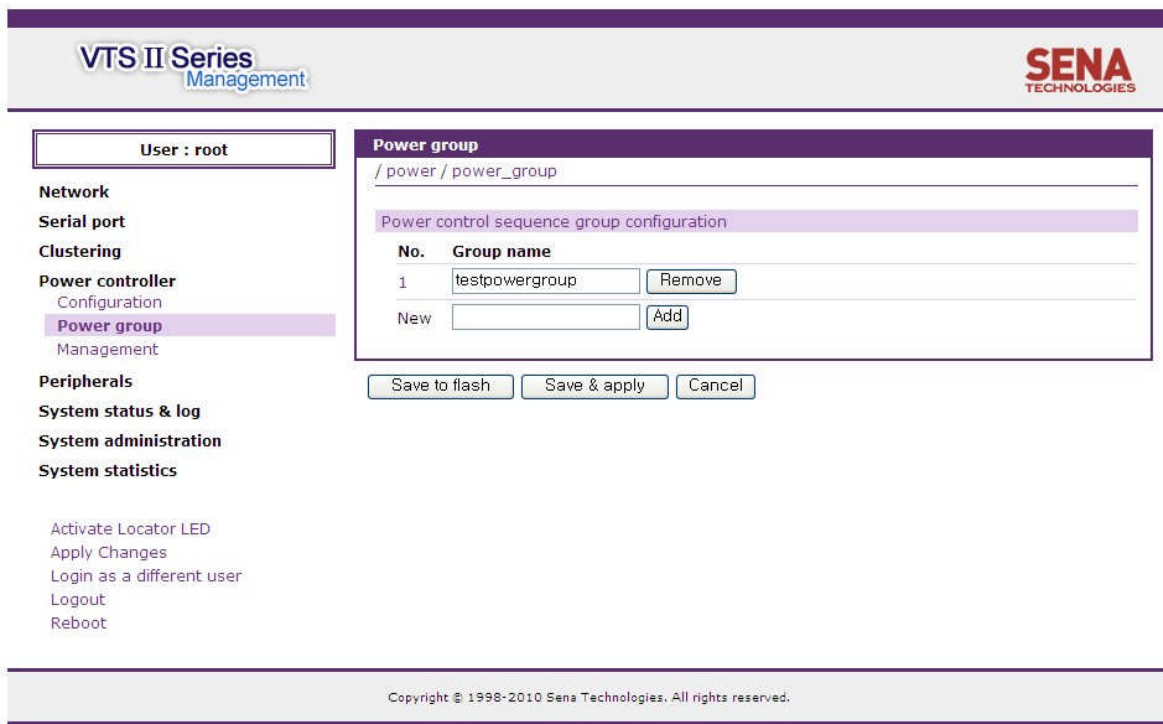 VTS II Series
Management
SENA
TECHNOLOGIES
User : root
Network
Serial port
Clustering
Power controller
Configuration
Power group
Management
Peripherals
System status & log
System administration
System statistics
Activate Locator LED
Apply Changes
Login as a different user
Logout
Reboot
Power group
/ power / power_group
Power control sequence group configuration
No. Group name
1 testpowergroup Remove
New Add
Save to flash Save & apply Cancel
Copyright © 1998-2010 Sena Technologies. All rights reserved.